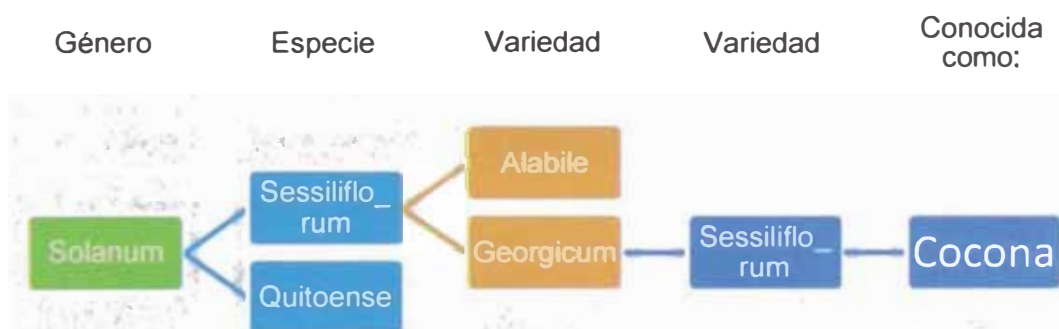 Género
Especie
Variedad
Variedad
Conocida
como:
Solanum
Sessiliflo_
rum
Quitoense
Alabile
Georgicum
Sessiliflo_
rum
Cocona